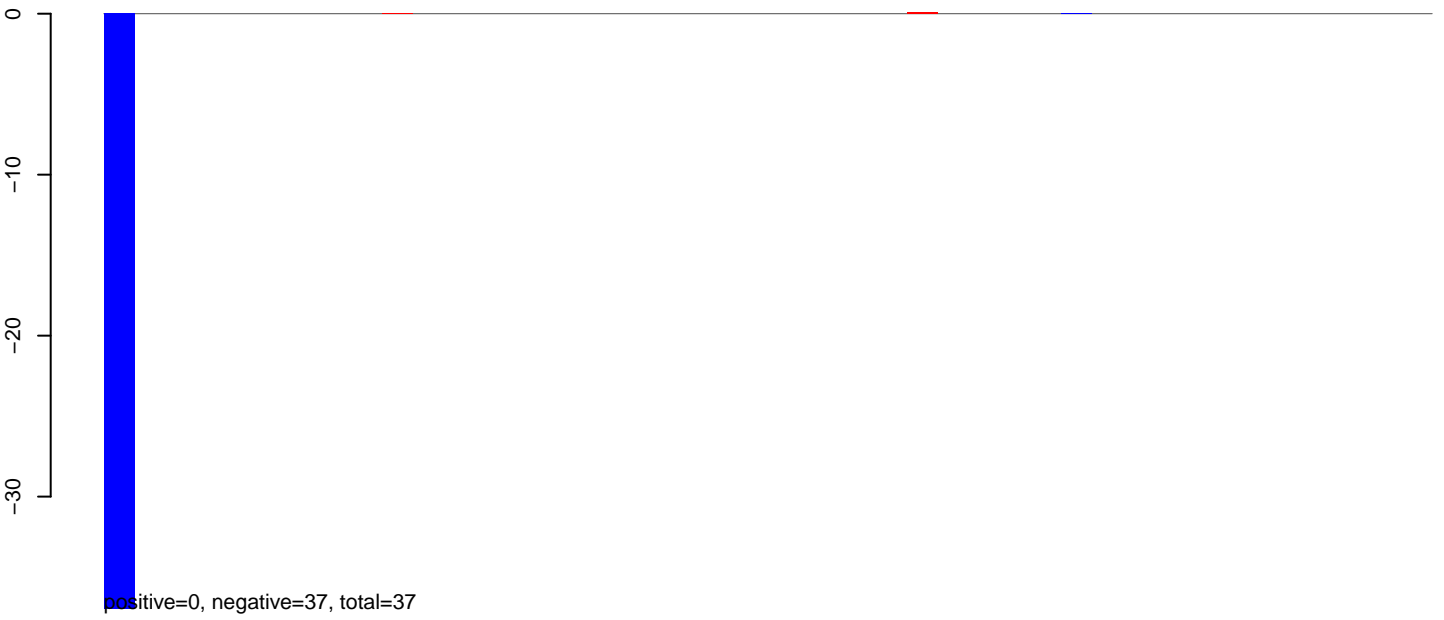 0
−10
−20
−30
positive=0, negative=37, total=37